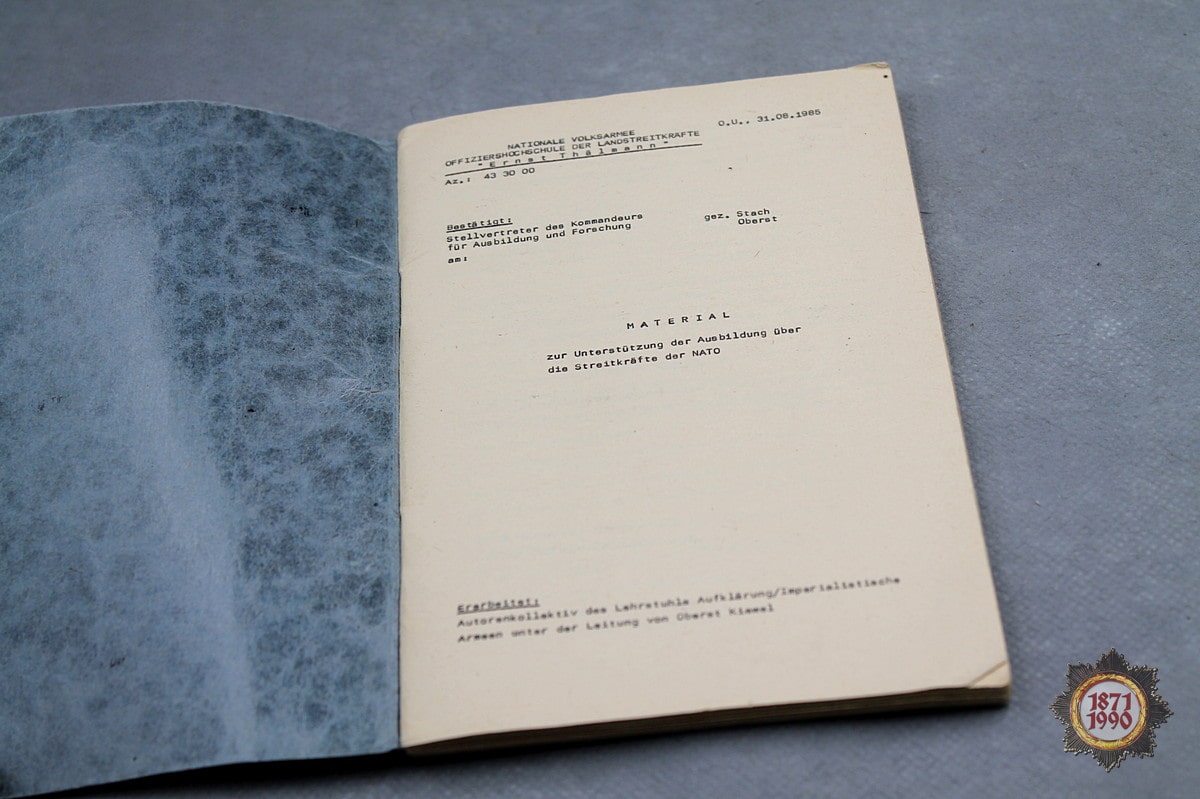 NATIONALE VOLKSARMEE
OFFIZIERSHOCHSCHULE DER LANDSTREITKRÄFTE
"Ernst Thälmann"
Az.: 43 30 00
O.U., 31.08.1985
Bestätigt:
Stellvertreter des Kommandeurs
für Ausbildung und Forschung
am:
gez. Stach
Oberst
MATERIAL
zur Unterstützung der Ausbildung über
die Streitkräfte der NATO
Erarbeitet:
Autorenkollektiv des Lehrstuhls Aufklärung/Imperialistische
Armeen unter der Leitung von Oberst
1871
1990